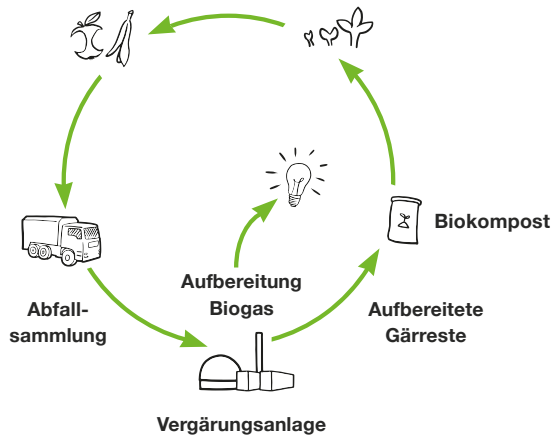 Biokompost
Aufbereitung
Biogas
Abfall-
sammlung
Aufbereitete
Gärreste
Vergärungsanlage